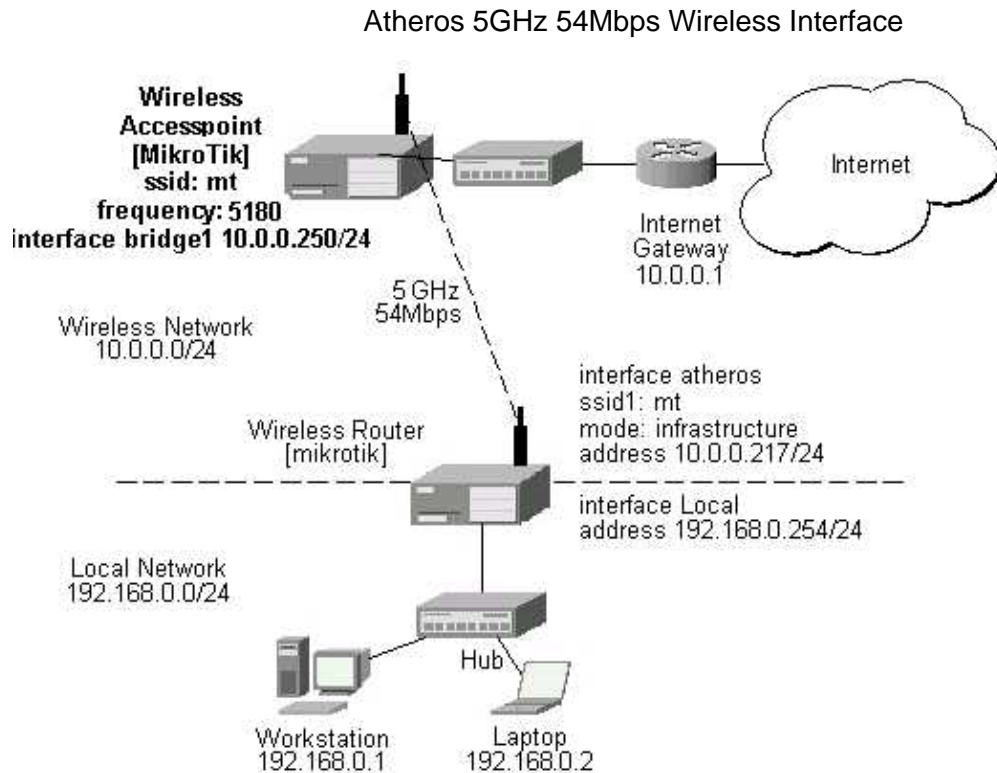 Atheros 5GHz 54Mbps Wireless Interface
Wireless
Accesspoint
[MikroTik]
ssid: mt
frequency: 5180
interface bridge1 10.0.0.250/24
Internet
Internet
Gateway
10.0.0.1
5 GHz
54Mbps
Wireless Network
10.0.0.0/24
interface atheros
ssid1: mt
mode: infrastructure
address 10.0.0.217/24
Wireless Router
[mikrotik]
interface Local
address 192.168.0.254/24
Local Network
192.168.0.0/24
Hub
Workstation
192.168.0.1
Laptop
192.168.0.2